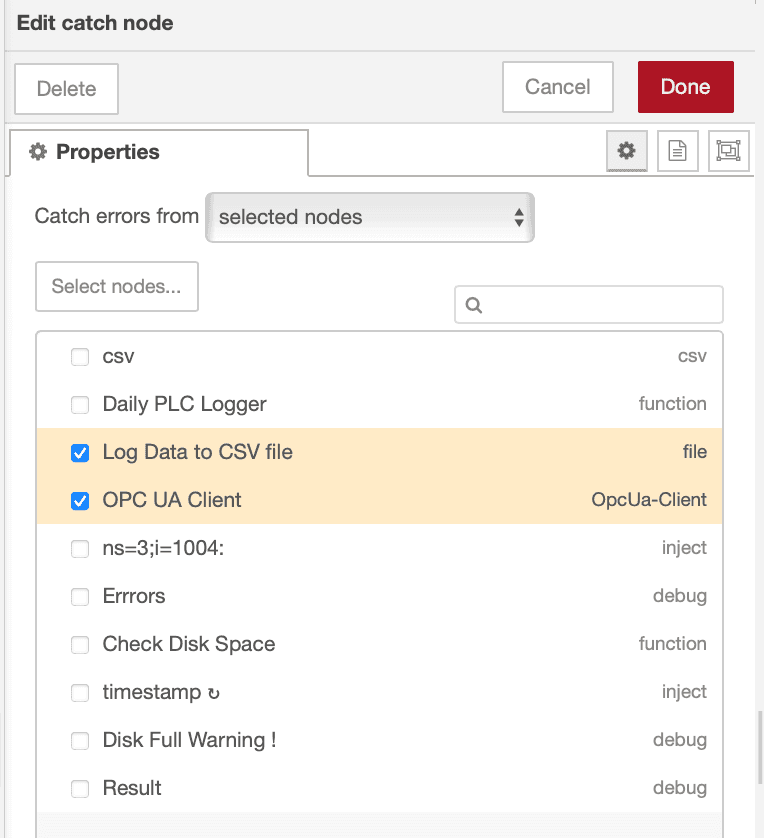 Edit catch node
Delete Cancel Done
Properties
Catch errors from selected nodes
Select nodes...
csv csv
Daily PLC Logger function
Log Data to CSV file file
OPC UA Client OpcUa-Client
ns=3;i=1004: inject
Errrors debug
Check Disk Space function
timestamp ↻ inject
Disk Full Warning ! debug
Result debug